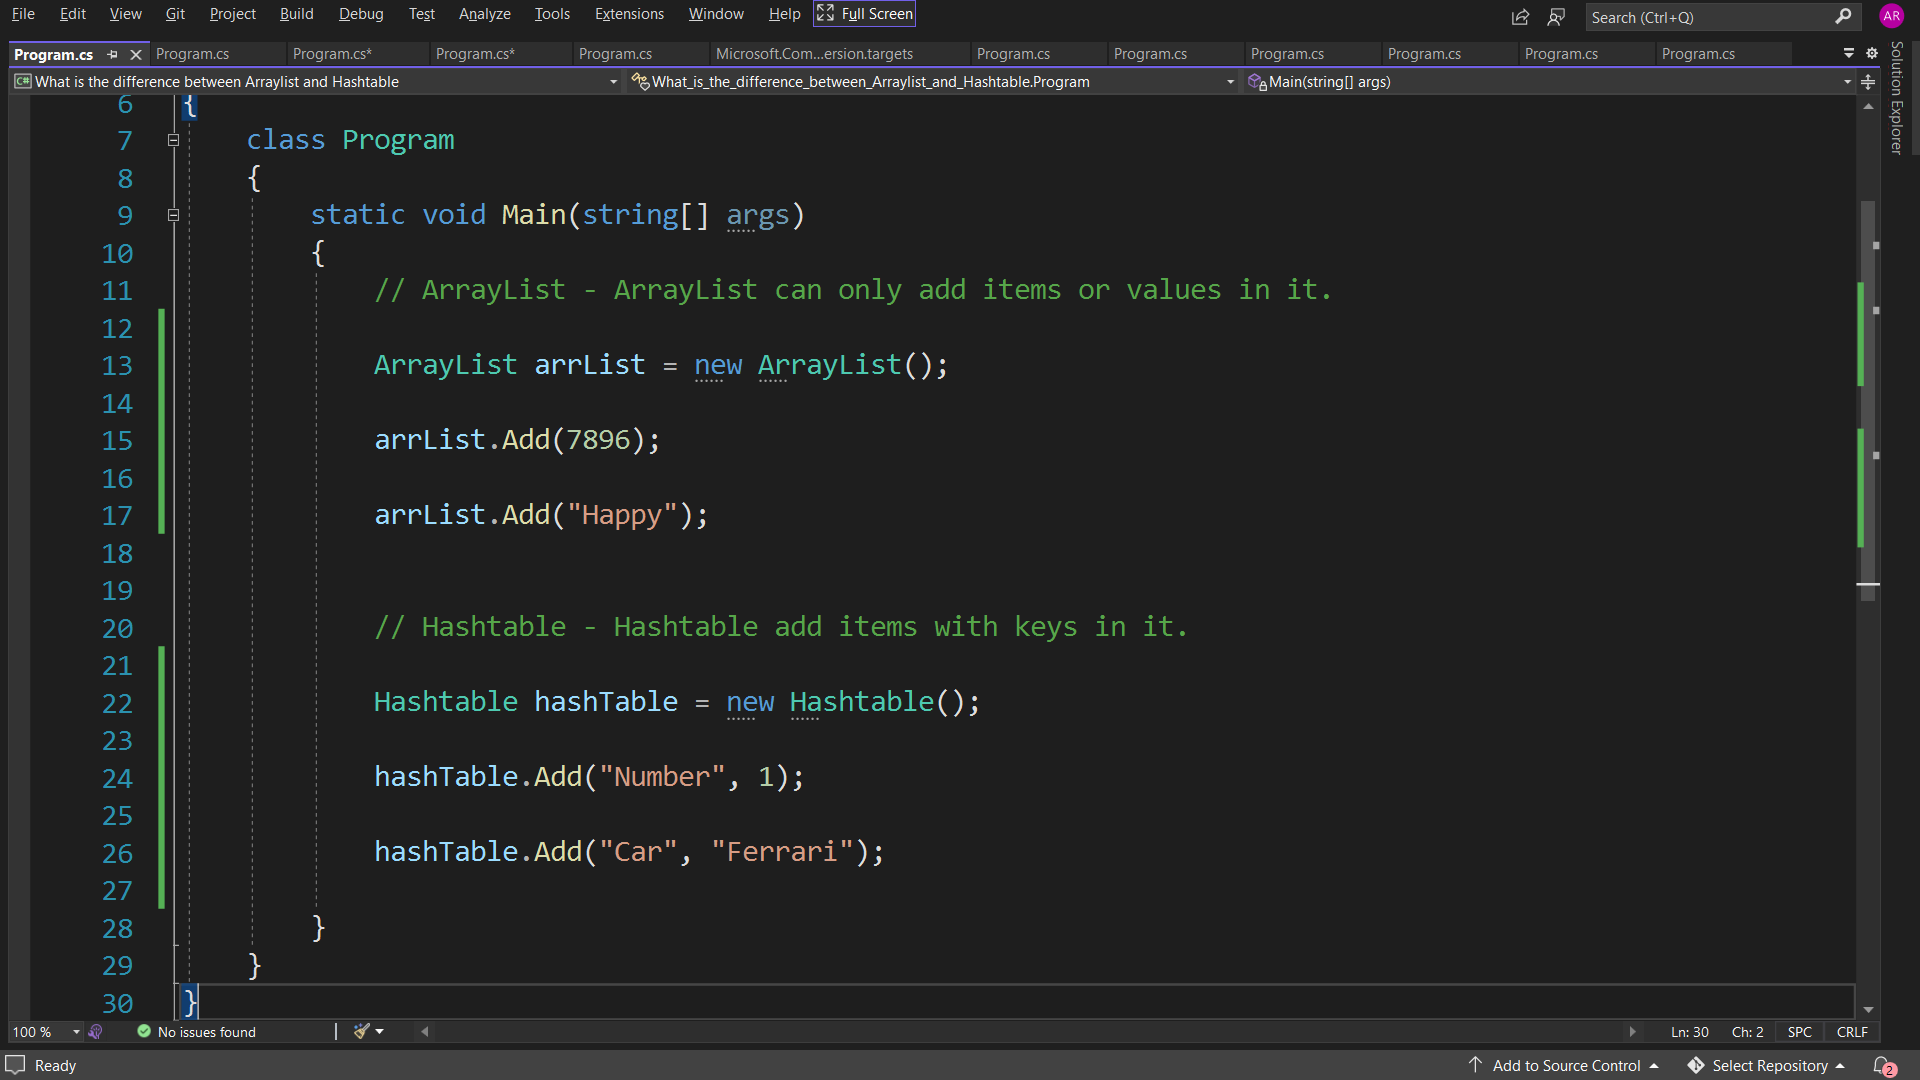 File Edit View Git Project Build Debug Test Analyze Tools Extensions Window Help Full Screen Search (Ctrl+Q) AR
Program.cs Program.cs Program.cs* Program.cs* Program.cs Microsoft.Com...ersion.targets Program.cs Program.cs Program.cs Program.cs Program.cs Program.cs
C# What is the difference between Arraylist and Hashtable What_is_the_difference_between_Arraylist_and_Hashtable.Program Main(string[] args)
Solution Explorer
6 {
7 class Program
8 {
9 static void Main(string[] args)
10 {
11 // ArrayList - ArrayList can only add items or values in it.
12
13 ArrayList arrList = new ArrayList();
14
15 arrList.Add(7896);
16
17 arrList.Add("Happy");
18
19
20 // Hashtable - Hashtable add items with keys in it.
21
22 Hashtable hashTable = new Hashtable();
23
24 hashTable.Add("Number", 1);
25
26 hashTable.Add("Car", "Ferrari");
27
28 }
29 }
30 }
100 % No issues found Ln: 30 Ch: 2 SPC CRLF
Ready Add to Source Control Select Repository 2